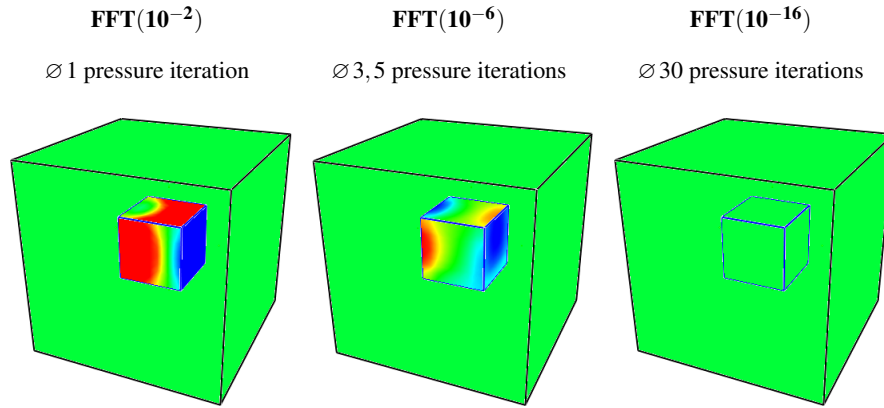 FFT(10⁻²) FFT(10⁻⁶) FFT(10⁻¹⁶)
∅ 1 pressure iteration ∅ 3,5 pressure iterations ∅ 30 pressure iterations